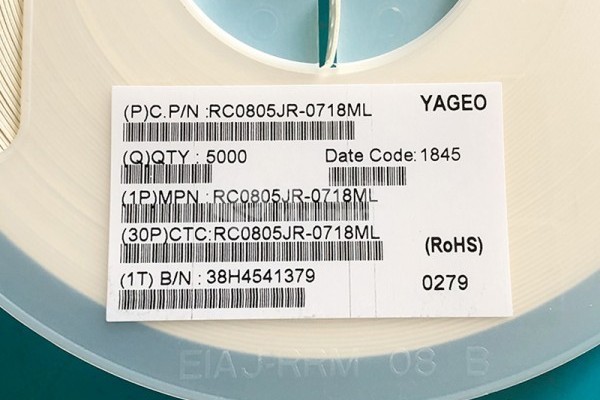 (P)C.P/N :RC0805JR-0718ML
YAGEO
(Q)QTY : 5000
Date Code: 1845
(1P)MPN : RC0805JR-0718ML
(30P)CTC:RC0805JR-0718ML
(RoHS)
(1T) B/N : 38H4541379
0279
EIAJ-RRM 08 B